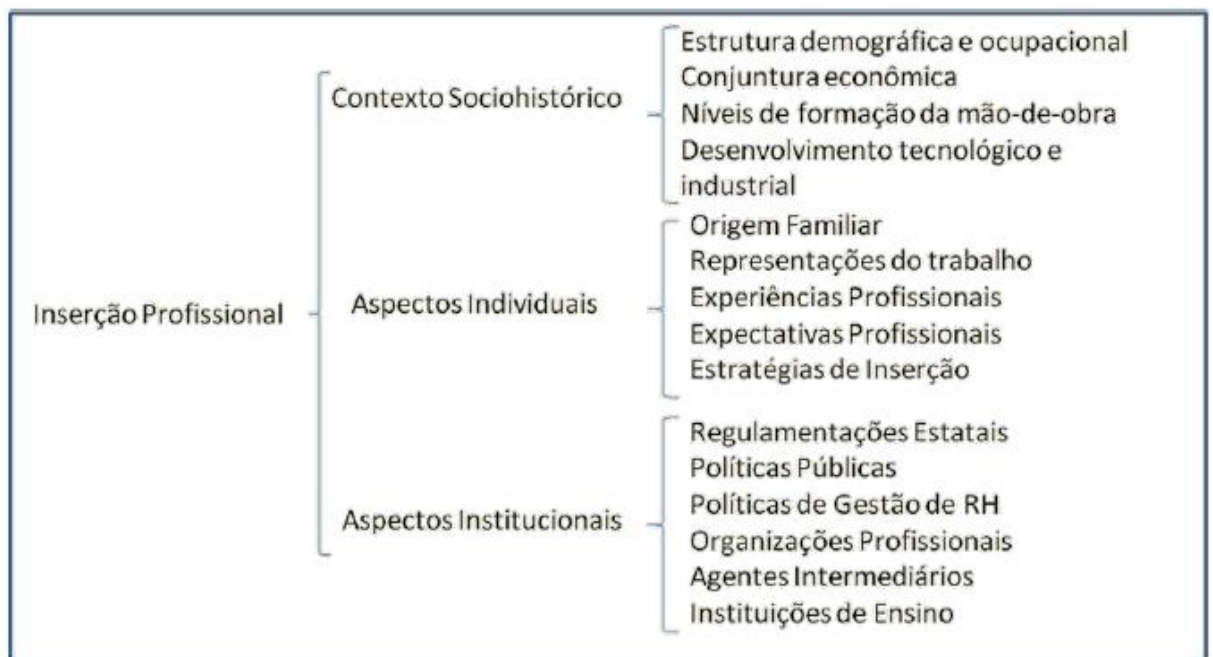 Inserção Profissional
Contexto Sociohistórico
Estrutura demográfica e ocupacional
Conjuntura econômica
Níveis de formação da mão-de-obra
Desenvolvimento tecnológico e
industrial
Aspectos Individuais
Origem Familiar
Representações do trabalho
Experiências Profissionais
Expectativas Profissionais
Estratégias de Inserção
Aspectos Institucionais
Regulamentações Estatais
Políticas Públicas
Políticas de Gestão de RH
Organizações Profissionais
Agentes Intermediários
Instituições de Ensino